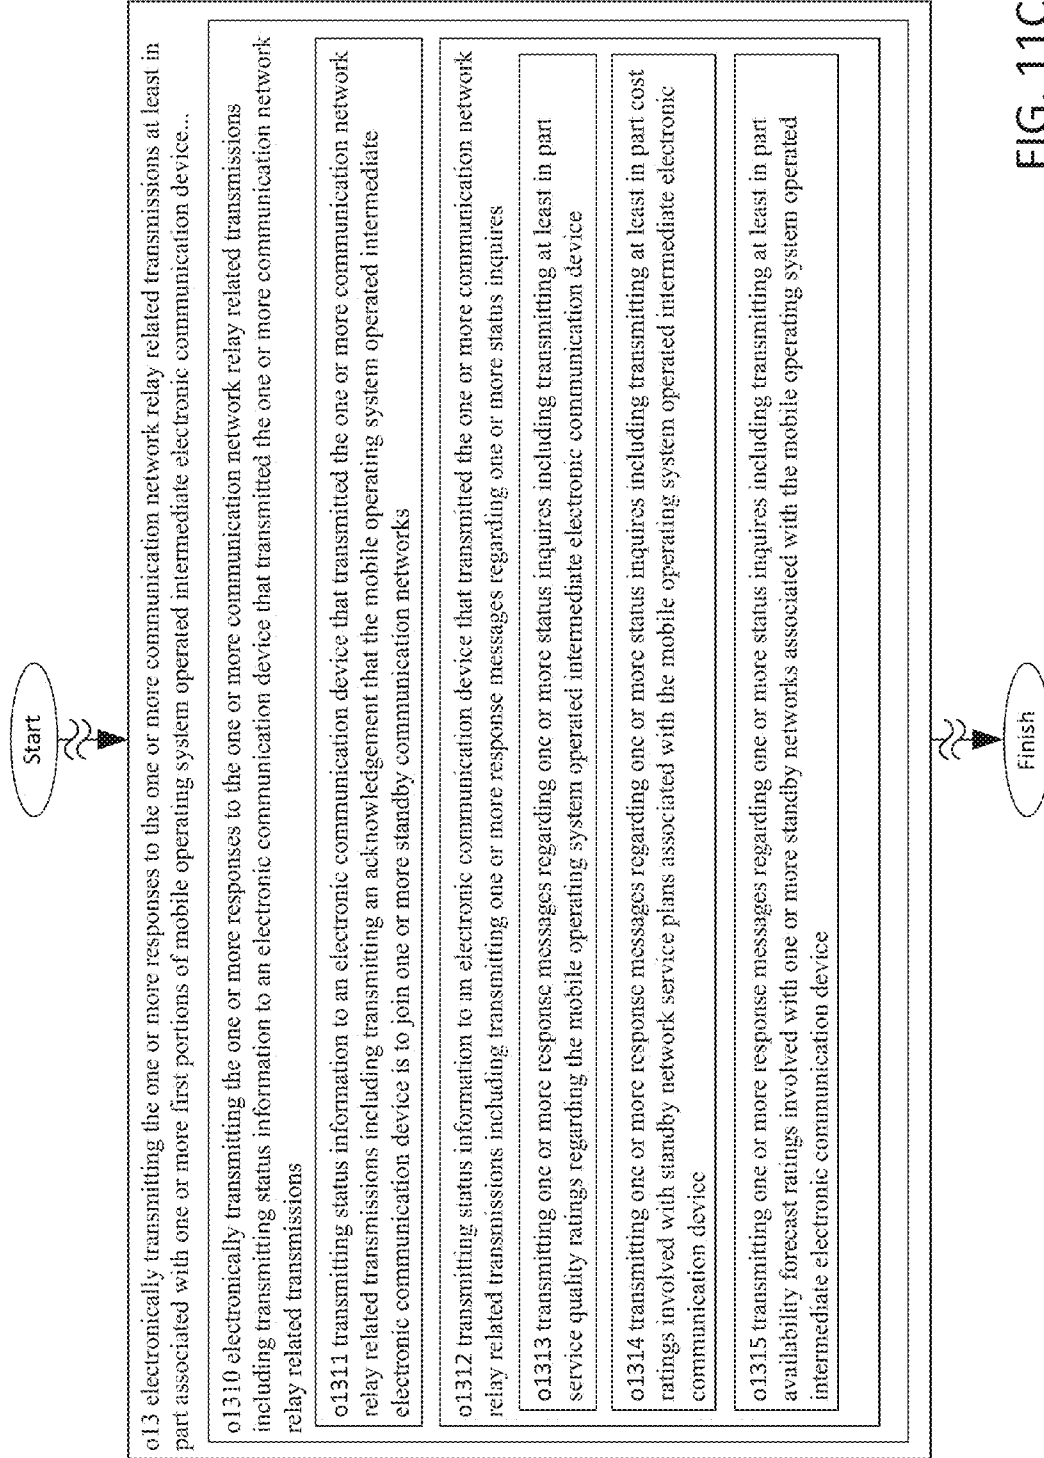 Start
o13 electronically transmitting the one or more responses to the one or more communication network relay related transmissions at least in
part associated with one or more first portions of mobile operating system operated intermediate electronic communication device...
o1310 electronically transmitting the one or more responses to the one or more communication network relay related transmissions
including transmitting status information to an electronic communication device that transmitted the one or more communication network
relay related transmissions
o1311 transmitting status information to an electronic communication device that transmitted the one or more communication network
relay related transmissions including transmitting an acknowledgement that the mobile operating system operated intermediate
electronic communication device is to join one or more standby communication networks
o1312 transmitting status information to an electronic communication device that transmitted the one or more communication network
relay related transmissions including transmitting one or more response messages regarding one or more status inquires
o1313 transmitting one or more response messages regarding one or more status inquires including transmitting at least in part
service quality ratings regarding the mobile operating system operated intermediate electronic communication device
o1314 transmitting one or more response messages regarding one or more status inquires including transmitting at least in part cost
ratings involved with standby network service plans associated with the mobile operating system operated intermediate electronic
communication device
o1315 transmitting one or more response messages regarding one or more status inquires including transmitting at least in part
availability forecast ratings involved with one or more standby networks associated with the mobile operating system operated
intermediate electronic communication device
Finish
FIG. 11C